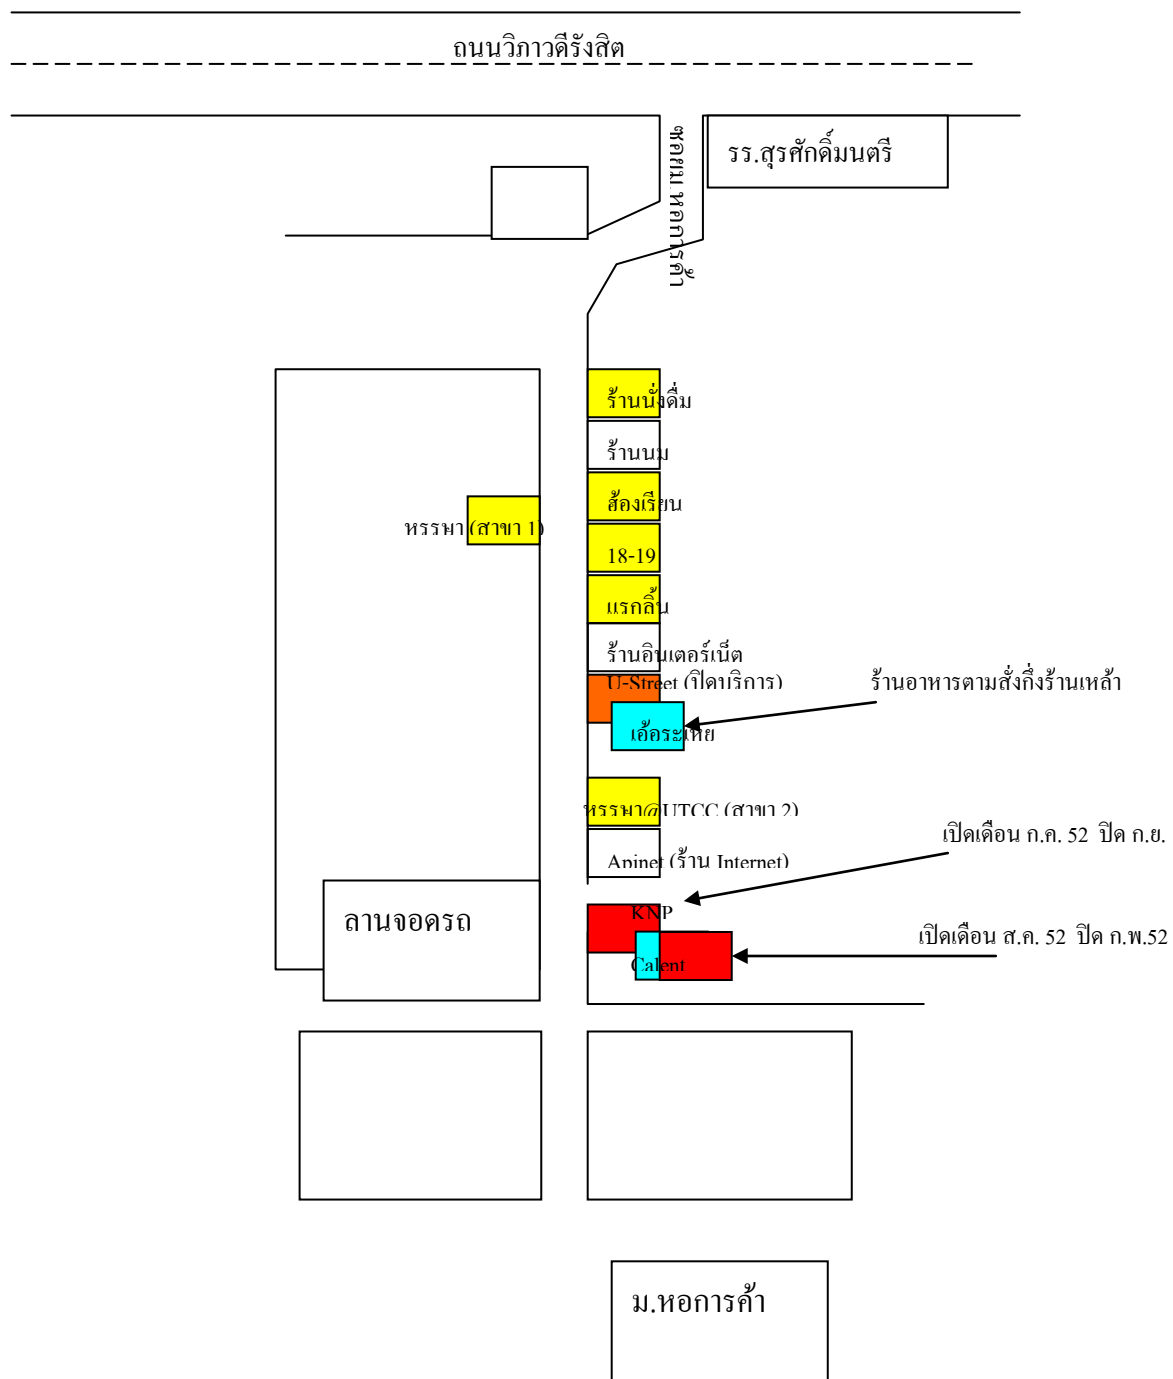 ถนนวิภาวดีรังสิต
รร.สุรศักดิ์มนตรี
ซอยม.หอการค้า
ร้านนั่งดื่ม
ร้านนม
ฮ้องเรียน
หรรษา (สาขา 1)
18-19
แรกลิ้น
ร้านอินเตอร์เน็ต
U-Street (ปิดบริการ)
ร้านอาหารตามสั่งกึ่งร้านเหล้า
เอ้อระเหย
หรรษา@UTCC (สาขา 2)
เปิดเดือน ก.ค. 52 ปิด ก.ย.
Apinet (ร้าน Internet)
KNP
ลานจอดรถ
เปิดเดือน ส.ค. 52 ปิด ก.พ.52
Calent
ม.หอการค้า